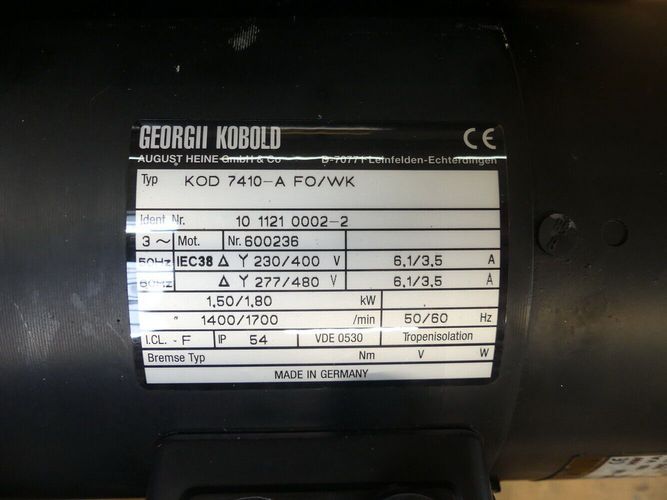 GEORGII KOBOLD CE
AUGUST HEINE GmbH & Co D-70771 Leinfelden-Echterdingen
Typ KOD 7410-A FO/WK
Ident. Nr. 10 1121 0002-2
3 ~ Mot. Nr. 600236
50Hz IEC38 Δ Y 230/400 V 6,1/3,5 A
60Hz Δ Y 277/480 V 6,1/3,5 A
1,50/1,80 kW
" 1400/1700 /min 50/60 Hz
I.CL. - F IP 54 VDE 0530 Tropenisolation
Bremse Typ Nm V W
MADE IN GERMANY